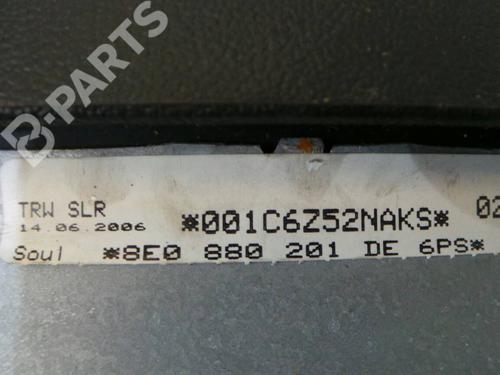 B-PARTS
TRW SLR
14.06.2006
*001C6Z52NAKS*
02
Soul
*8E0 880 201 DE 6PS*